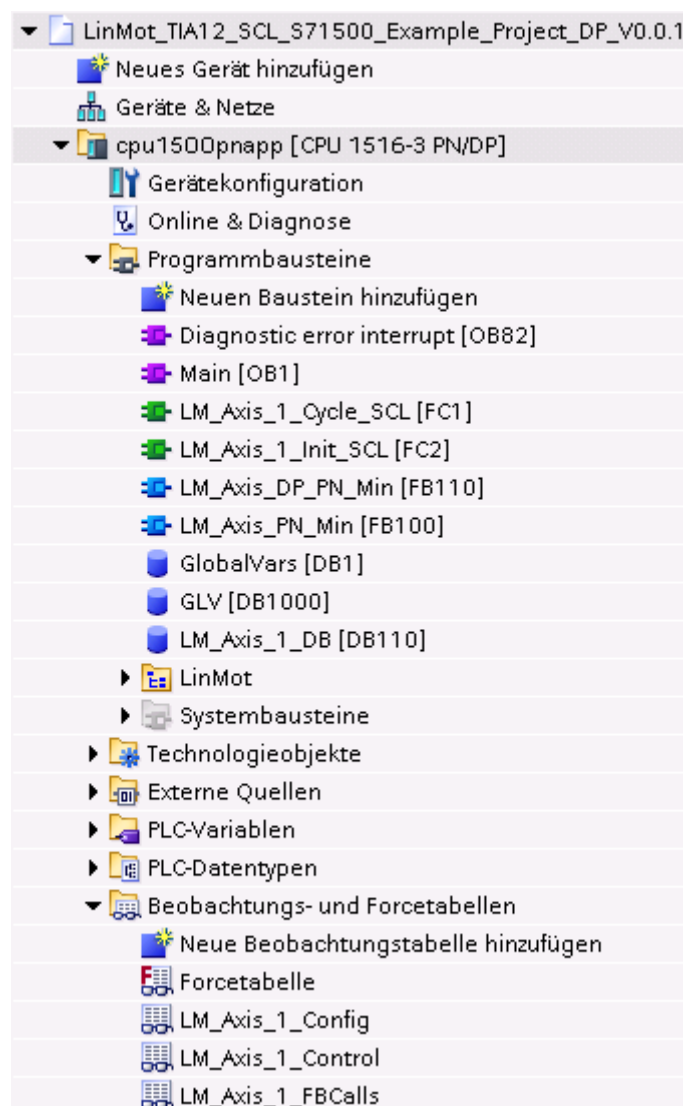 LinMot_TIA12_SCL_S71500_Example_Project_DP_V0.0.1
Neues Gerät hinzufügen
Geräte & Netze
cpu1500pnapp [CPU 1516-3 PN/DP]
Gerätekonfiguration
Online & Diagnose
Programmbausteine
Neuen Baustein hinzufügen
Diagnostic error interrupt [OB82]
Main [OB1]
LM_Axis_1_Cycle_SCL [FC1]
LM_Axis_1_Init_SCL [FC2]
LM_Axis_DP_PN_Min [FB110]
LM_Axis_PN_Min [FB100]
GlobalVars [DB1]
GLV [DB1000]
LM_Axis_1_DB [DB110]
LinMot
Systembausteine
Technologieobjekte
Externe Quellen
PLC-Variablen
PLC-Datentypen
Beobachtungs- und Forcetabellen
Neue Beobachtungstabelle hinzufügen
Forcetabelle
LM_Axis_1_Config
LM_Axis_1_Control
LM_Axis_1_FBCalls